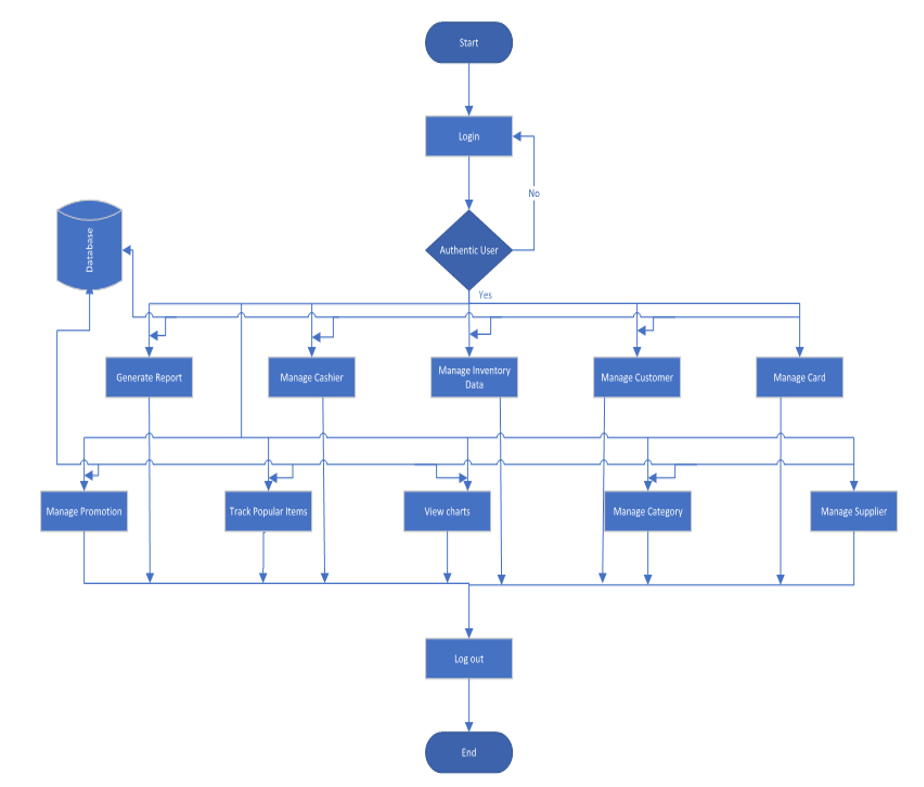 Start
Login
No
Database
Authentic User
Yes
Generate Report
Manage Cashier
Manage Inventory
Data
Manage Customer
Manage Card
Manage Promotion
Track Popular Items
View charts
Manage Category
Manage Supplier
Log out
End